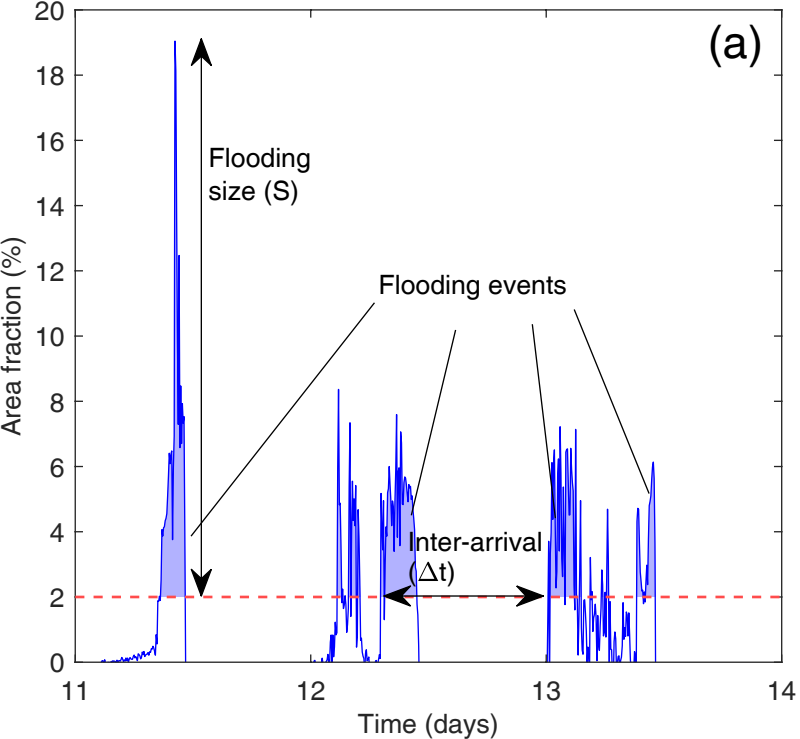 (a)
20
18
16
14
12
10
8
6
4
2
0
Area fraction (%)
Flooding
size (S)
Flooding events
Inter-arrival
(Δt)
11
12
13
14
Time (days)